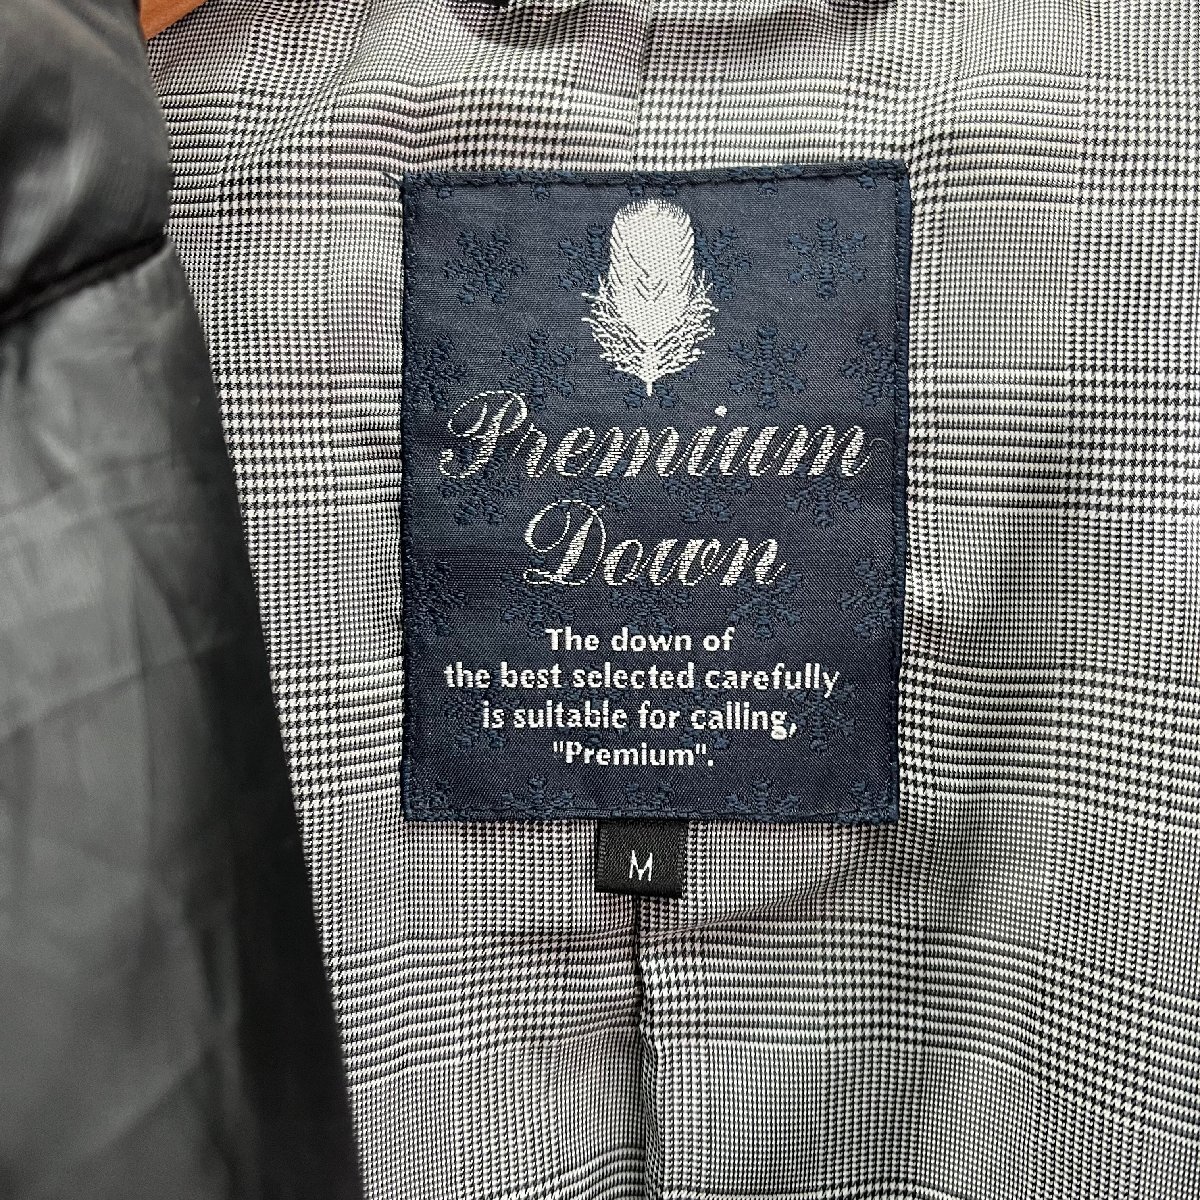 Premium
Down
The down of
the best selected carefully
is suitable for calling,
"Premium".
M